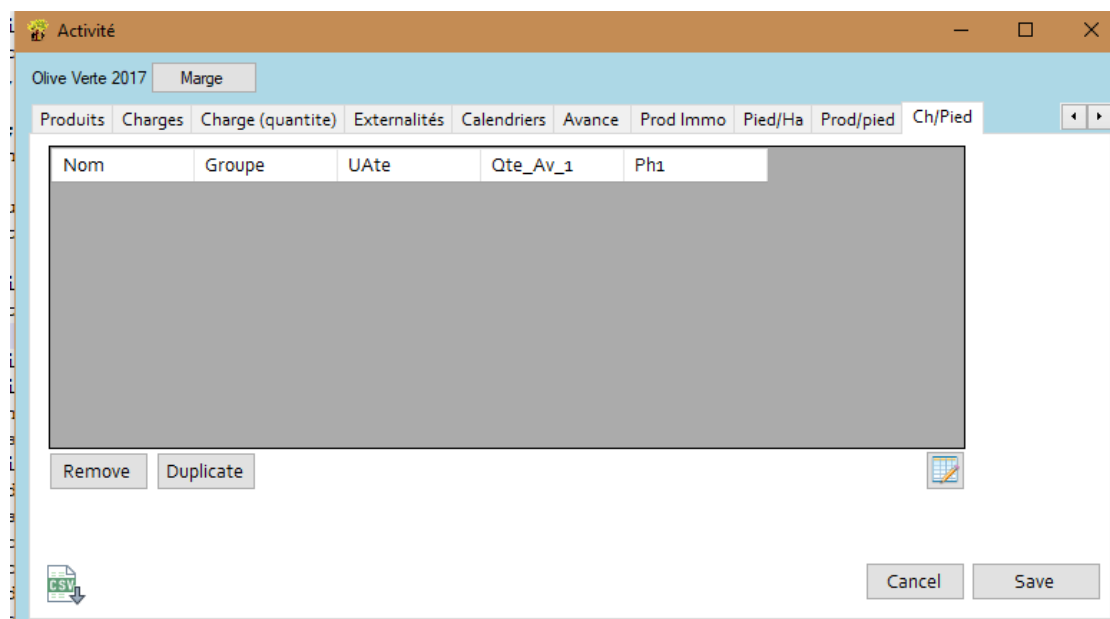 Activité
Olive Verte 2017 Marge
Produits Charges Charge (quantite) Externalités Calendriers Avance Prod Immo Pied/Ha Prod/pied Ch/Pied
Nom Groupe UAte Qte_Av_1 Ph1
Remove Duplicate
CSV
Cancel Save